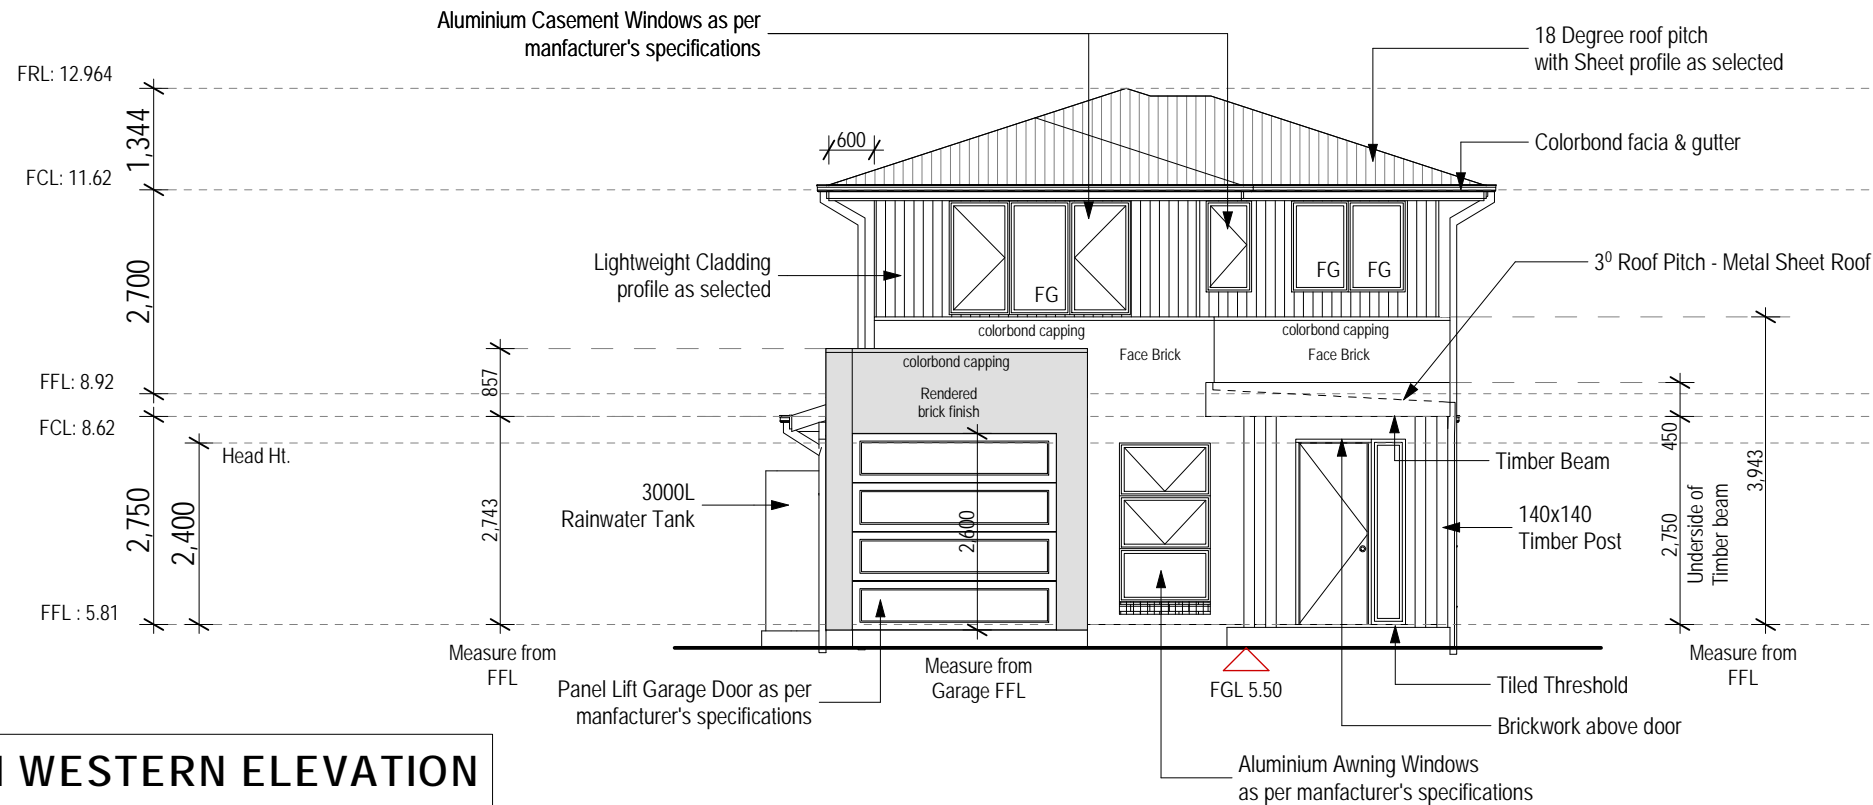 Aluminium Casement Windows as per
manfacturer's specifications
18 Degree roof pitch
with Sheet profile as selected
FRL: 12.964
1,344
600
Colorbond facia & gutter
FCL: 11.62
2,700
Lightweight Cladding
profile as selected
FG
FG
FG
3⁰ Roof Pitch - Metal Sheet Roof
colorbond capping
colorbond capping
Face Brick
Face Brick
colorbond capping
Rendered
brick finish
FFL: 8.92
857
FCL: 8.62
Head Ht.
450
3,943
Timber Beam
2,750
2,400
2,743
3000L
Rainwater Tank
2,600
140x140
Timber Post
2,750
Underside of
Timber beam
FFL : 5.81
Measure from
FFL
Measure from
Garage FFL
FGL 5.50
Measure from
FFL
Panel Lift Garage Door as per
manfacturer's specifications
Tiled Threshold
Brickwork above door
Aluminium Awning Windows
as per manfacturer's specifications
WESTERN ELEVATION